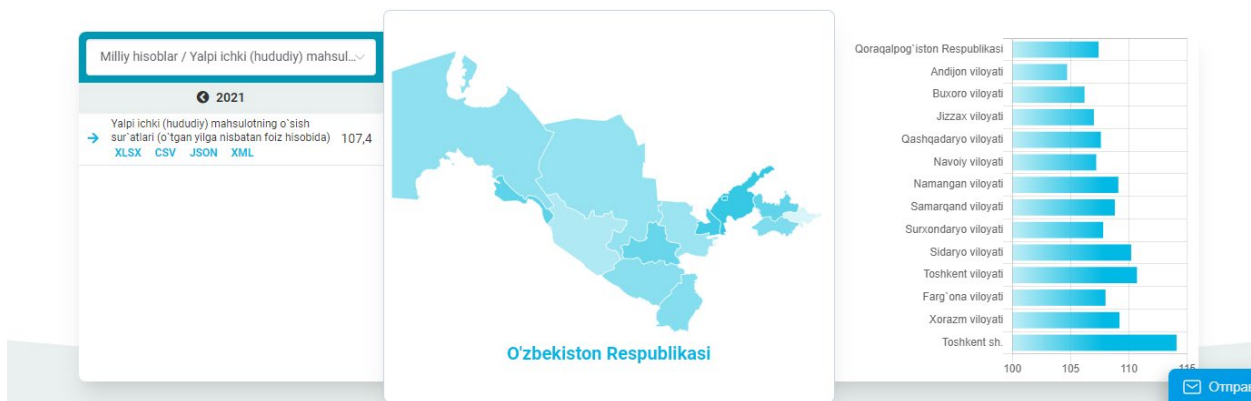 Milliy hisoblar / Yalpi ichki (hududiy) mahsul...
2021
Yalpi ichki (hududiy) mahsulotning o`sish
sur`atlari (o`tgan yilga nisbatan foiz hisobida)
107,4
XLSX CSV JSON XML
O'zbekiston Respublikasi
Qoraqalpog`iston Respublikasi
Andijon viloyati
Buxoro viloyati
Jizzax viloyati
Qashqadaryo viloyati
Navoiy viloyati
Namangan viloyati
Samarqand viloyati
Surxondaryo viloyati
Sidaryo viloyati
Toshkent viloyati
Farg`ona viloyati
Xorazm viloyati
Toshkent sh.
100 105 110 115
Отправ